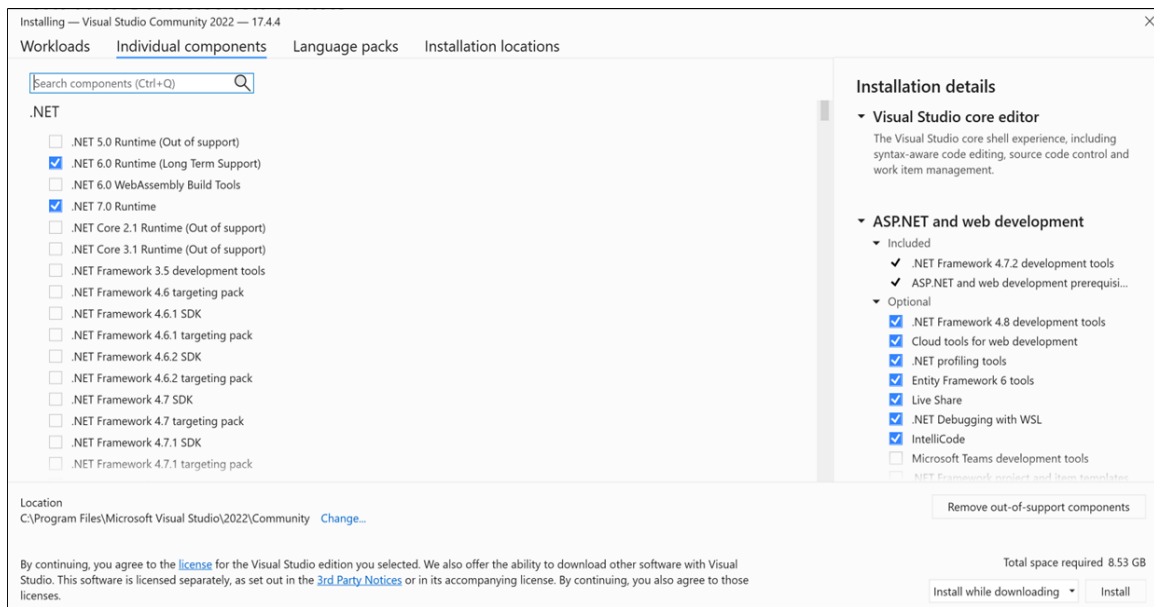 Installing — Visual Studio Community 2022 — 17.4.4
Workloads
Individual components
Language packs
Installation locations
Search components (Ctrl+Q)
.NET
.NET 5.0 Runtime (Out of support)
.NET 6.0 Runtime (Long Term Support)
.NET 6.0 WebAssembly Build Tools
.NET 7.0 Runtime
.NET Core 2.1 Runtime (Out of support)
.NET Core 3.1 Runtime (Out of support)
.NET Framework 3.5 development tools
.NET Framework 4.6 targeting pack
.NET Framework 4.6.1 SDK
.NET Framework 4.6.1 targeting pack
.NET Framework 4.6.2 SDK
.NET Framework 4.6.2 targeting pack
.NET Framework 4.7 SDK
.NET Framework 4.7 targeting pack
.NET Framework 4.7.1 SDK
.NET Framework 4.7.1 targeting pack
Installation details
Visual Studio core editor
The Visual Studio core shell experience, including
syntax-aware code editing, source code control and
work item management.
ASP.NET and web development
Included
.NET Framework 4.7.2 development tools
ASP.NET and web development prerequisi...
Optional
.NET Framework 4.8 development tools
Cloud tools for web development
.NET profiling tools
Entity Framework 6 tools
Live Share
.NET Debugging with WSL
IntelliCode
Microsoft Teams development tools
.NET Framework project and item templates
Location
C:\Program Files\Microsoft Visual Studio\2022\Community Change...
Remove out-of-support components
By continuing, you agree to the license for the Visual Studio edition you selected. We also offer the ability to download other software with Visual
Studio. This software is licensed separately, as set out in the 3rd Party Notices or in its accompanying license. By continuing, you also agree to those
licenses.
Total space required 8.53 GB
Install while downloading
Install